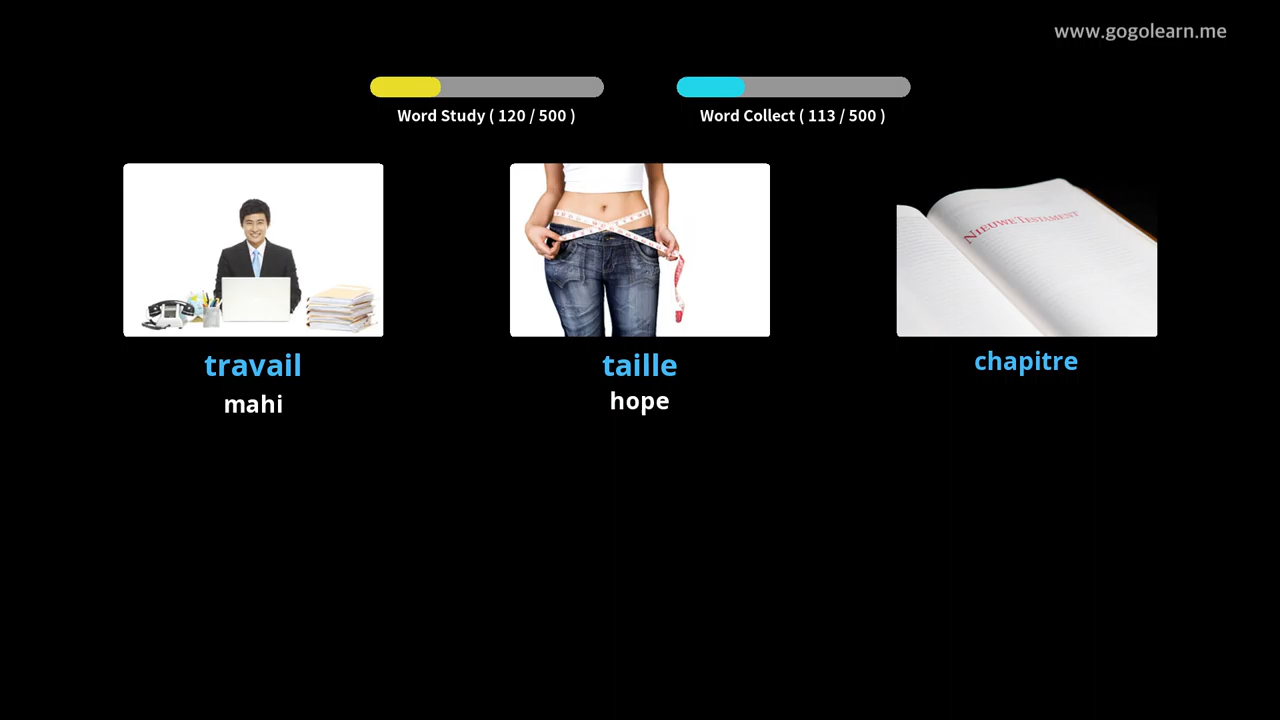 www.gogolearn.me
Word Study ( 120 / 500 )
Word Collect ( 113 / 500 )
NIEUWE TESTAMENT
travail
taille
chapitre
mahi
hope